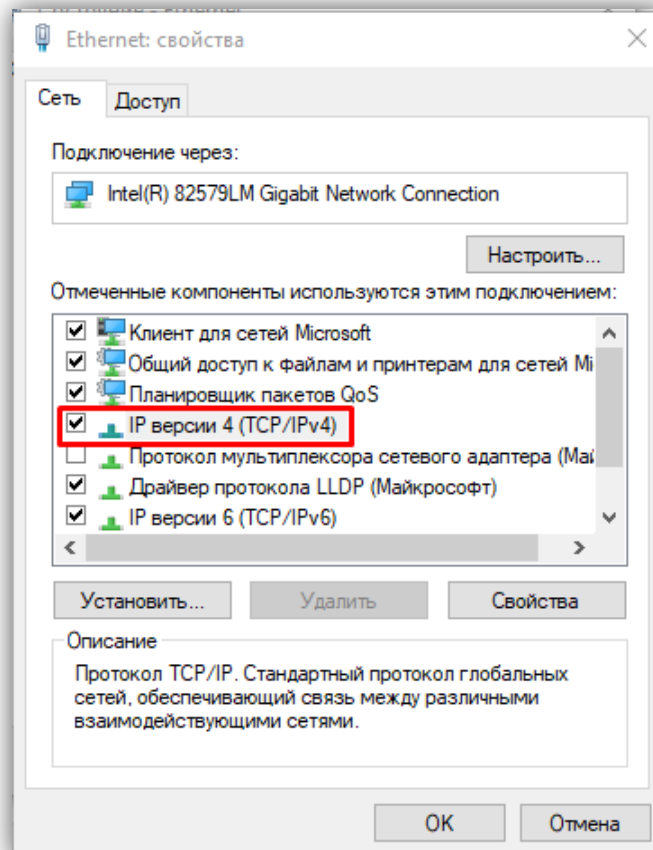 Ethernet: свойства
Сеть
Доступ
Подключение через:
Intel(R) 82579LM Gigabit Network Connection
Настроить...
Отмеченные компоненты используются этим подключением:
Клиент для сетей Microsoft
Общий доступ к файлам и принтерам для сетей Mi
Планировщик пакетов QoS
IP версии 4 (TCP/IPv4)
Протокол мультиплексора сетевого адаптера (Май
Драйвер протокола LLDP (Майкрософт)
IP версии 6 (TCP/IPv6)
Установить...
Удалить
Свойства
Описание
Протокол TCP/IP. Стандартный протокол глобальных
сетей, обеспечивающий связь между различными
взаимодействующими сетями.
OK
Отмена